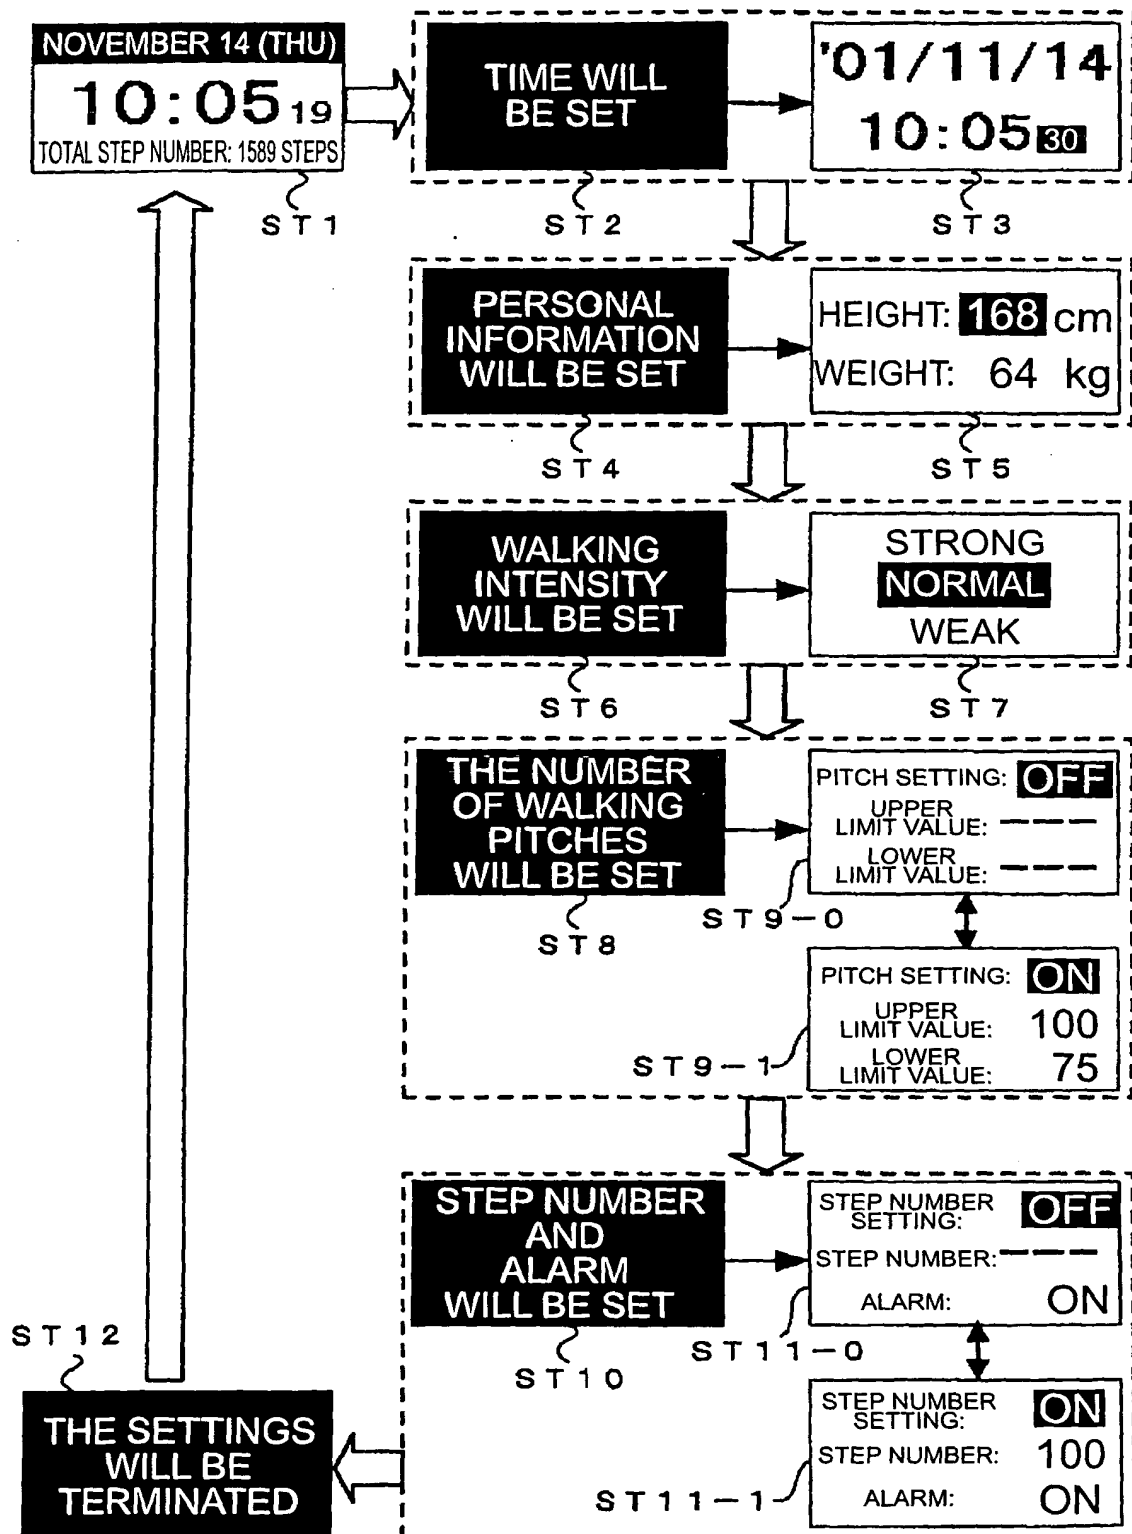 NOVEMBER 14 (THU)
10:05 19
TOTAL STEP NUMBER: 1589 STEPS
ST1
TIME WILL
BE SET
ST2
'01/11/14
10:05 30
ST3
PERSONAL
INFORMATION
WILL BE SET
ST4
HEIGHT: 168 cm
WEIGHT: 64 kg
ST5
WALKING
INTENSITY
WILL BE SET
ST6
STRONG
NORMAL
WEAK
ST7
THE NUMBER
OF WALKING
PITCHES
WILL BE SET
ST8
PITCH SETTING: OFF
UPPER
LIMIT VALUE: ---
LOWER
LIMIT VALUE: ---
ST9-0
PITCH SETTING: ON
UPPER
LIMIT VALUE: 100
LOWER
LIMIT VALUE: 75
ST9-1
STEP NUMBER
AND
ALARM
WILL BE SET
ST10
STEP NUMBER
SETTING: OFF
STEP NUMBER: ---
ALARM: ON
ST11-0
STEP NUMBER
SETTING: ON
STEP NUMBER: 100
ALARM: ON
ST11-1
ST12
THE SETTINGS
WILL BE
TERMINATED